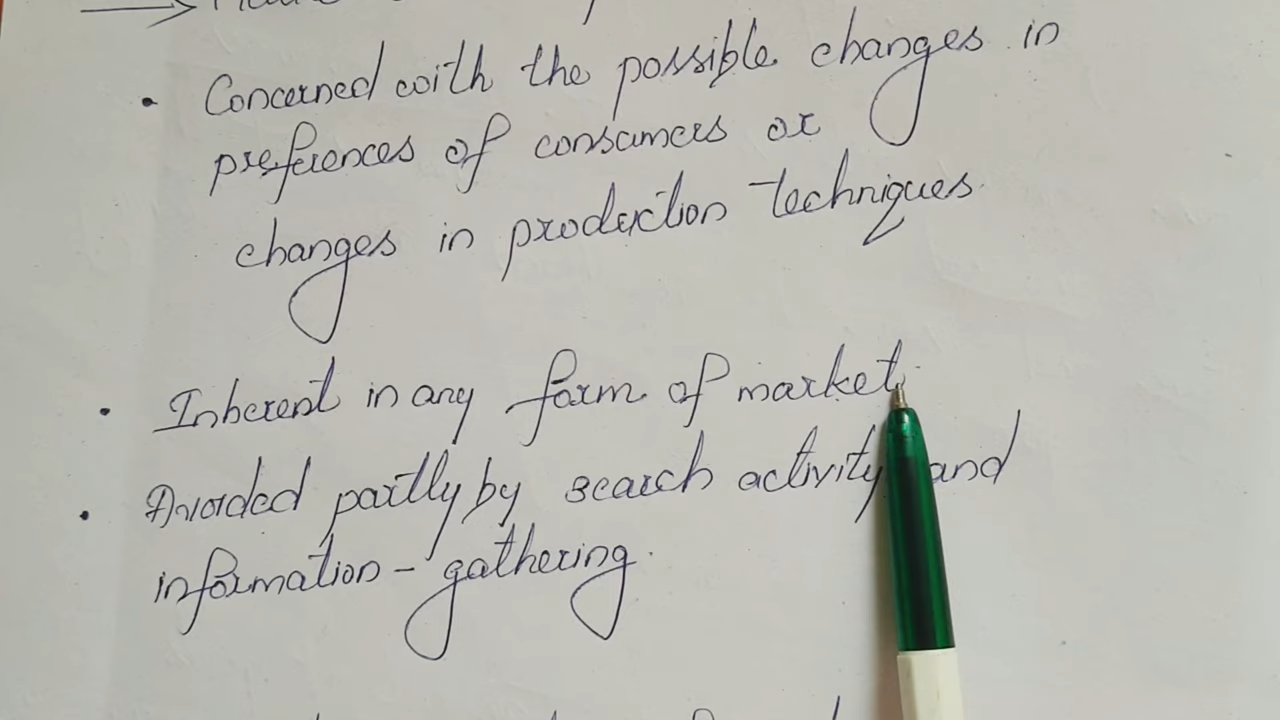 • Concerned with the possible changes in
preferences of consumers or
changes in production techniques.
• Inherent in any form of market.
• Avoided partly by search activity and
information - gathering.